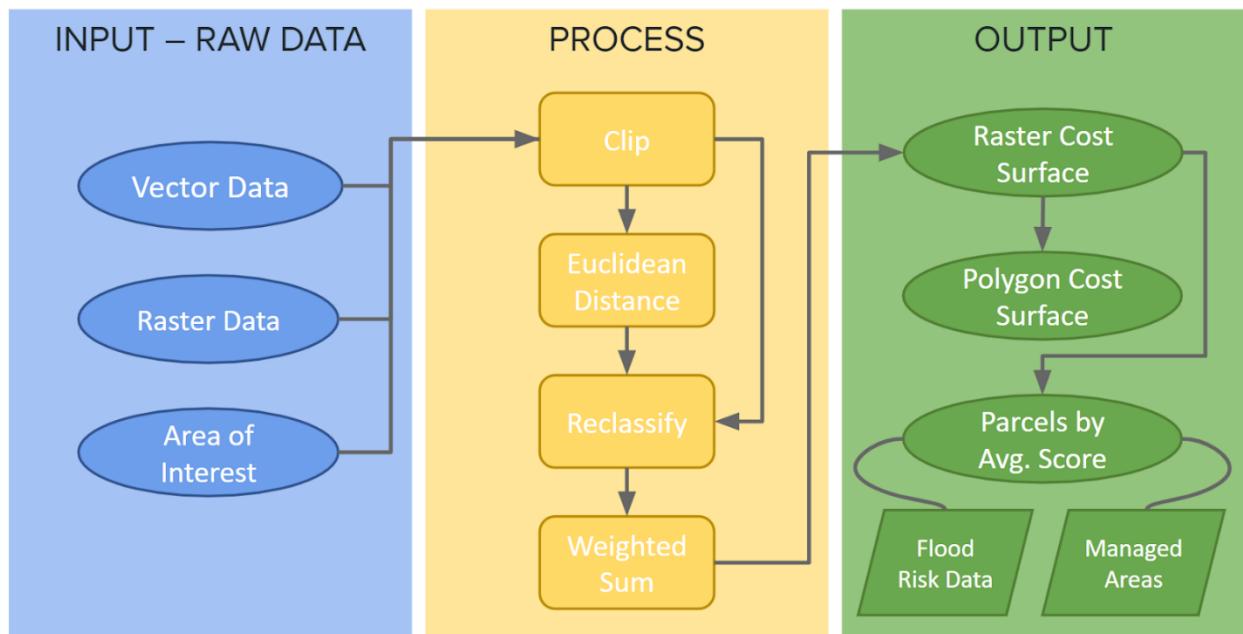 INPUT – RAW DATA
Vector Data
Raster Data
Area of
Interest
PROCESS
Clip
Euclidean
Distance
Reclassify
Weighted
Sum
OUTPUT
Raster Cost
Surface
Polygon Cost
Surface
Parcels by
Avg. Score
Flood
Risk Data
Managed
Areas